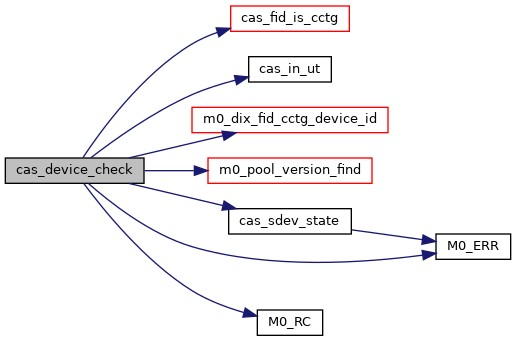 cas_fid_is_cctg
cas_in_ut
m0_dix_fid_cctg_device_id
cas_device_check
m0_pool_version_find
cas_sdev_state
M0_ERR
M0_RC